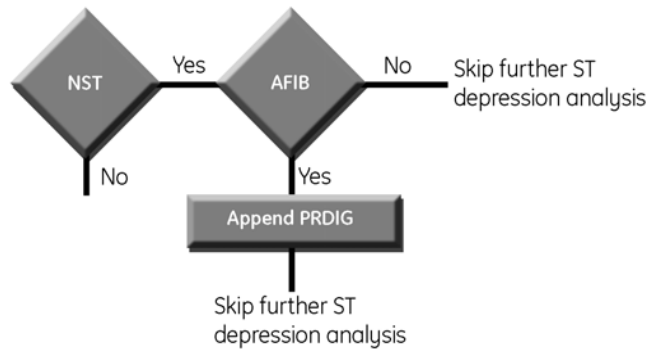 NST
Yes
AFIB
No
Skip further ST
depression analysis
No
Yes
Append PRDIG
Skip further ST
depression analysis